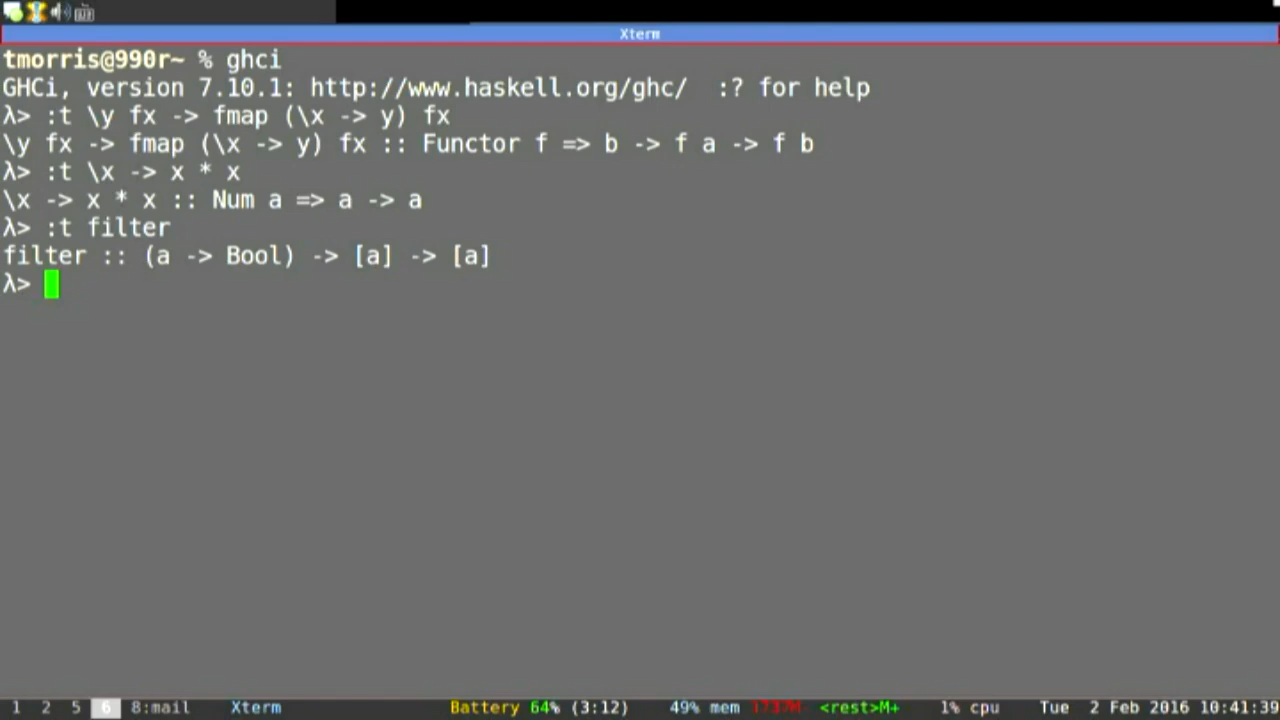 Xterm
tmorris@990r~ % ghci
GHCi, version 7.10.1: http://www.haskell.org/ghc/  :? for help
λ> :t \y fx -> fmap (\x -> y) fx
\y fx -> fmap (\x -> y) fx :: Functor f => b -> f a -> f b
λ> :t \x -> x * x
\x -> x * x :: Num a => a -> a
λ> :t filter
filter :: (a -> Bool) -> [a] -> [a]
λ>
1 2 5 6 8:mail Xterm Battery 64% (3:12) 49% mem 1737M <rest>M+ 1% cpu Tue 2 Feb 2016 10:41:39